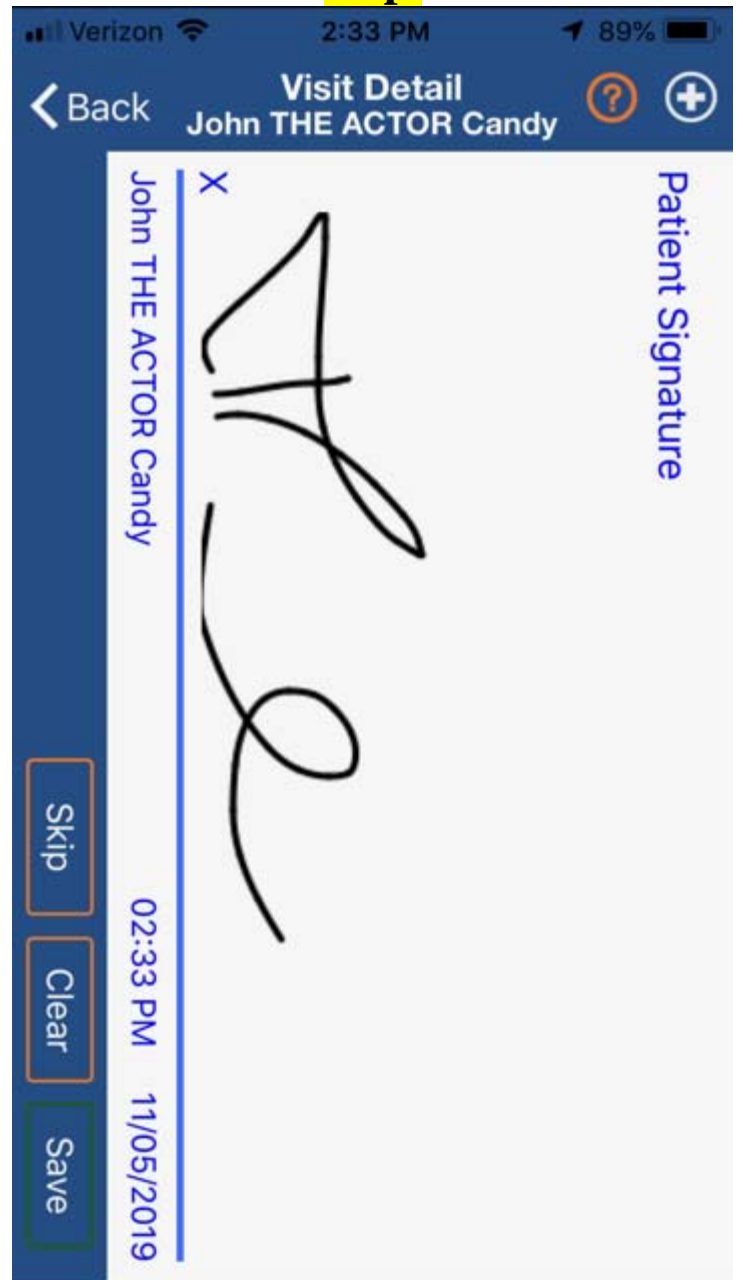 Verizon 2:33 PM 89%
Back
Visit Detail
John THE ACTOR Candy
?
Patient Signature
X
John THE ACTOR Candy 02:33 PM 11/05/2019
Skip Clear Save